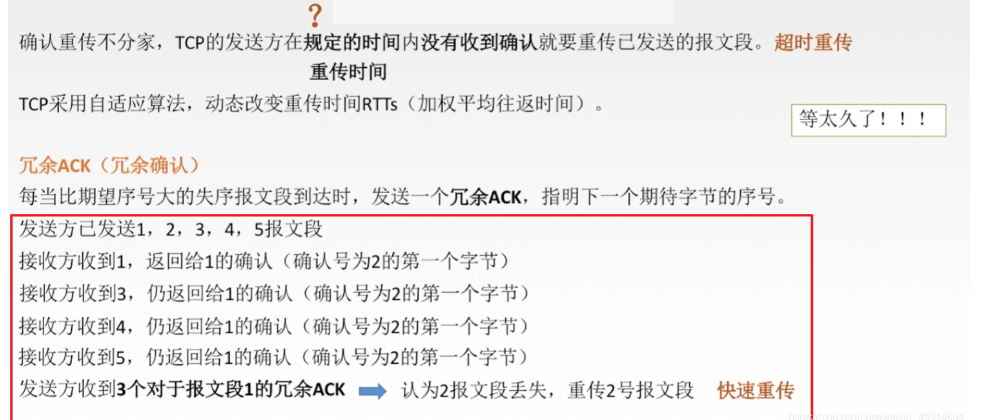 ？
确认重传不分家，TCP的发送方在规定的时间内没有收到确认就要重传已发送的报文段。超时重传
重传时间
TCP采用自适应算法，动态改变重传时间RTTs（加权平均往返时间）。
等太久了！！！
冗余ACK（冗余确认）
每当比期望序号大的失序报文段到达时，发送一个冗余ACK，指明下一个期待字节的序号。
发送方已发送1，2，3，4，5报文段
接收方收到1，返回给1的确认（确认号为2的第一个字节）
接收方收到3，仍返回给1的确认（确认号为2的第一个字节）
接收方收到4，仍返回给1的确认（确认号为2的第一个字节）
接收方收到5，仍返回给1的确认（确认号为2的第一个字节）
发送方收到3个对于报文段1的冗余ACK 认为2报文段丢失，重传2号报文段 快速重传